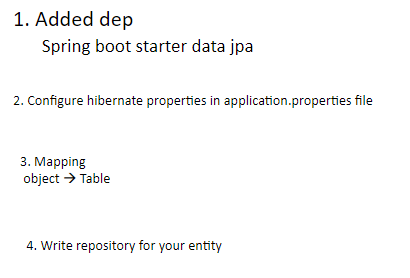 1. Added dep
Spring boot starter data jpa
2. Configure hibernate properties in application.properties file
3. Mapping
object → Table
4. Write repository for your entity